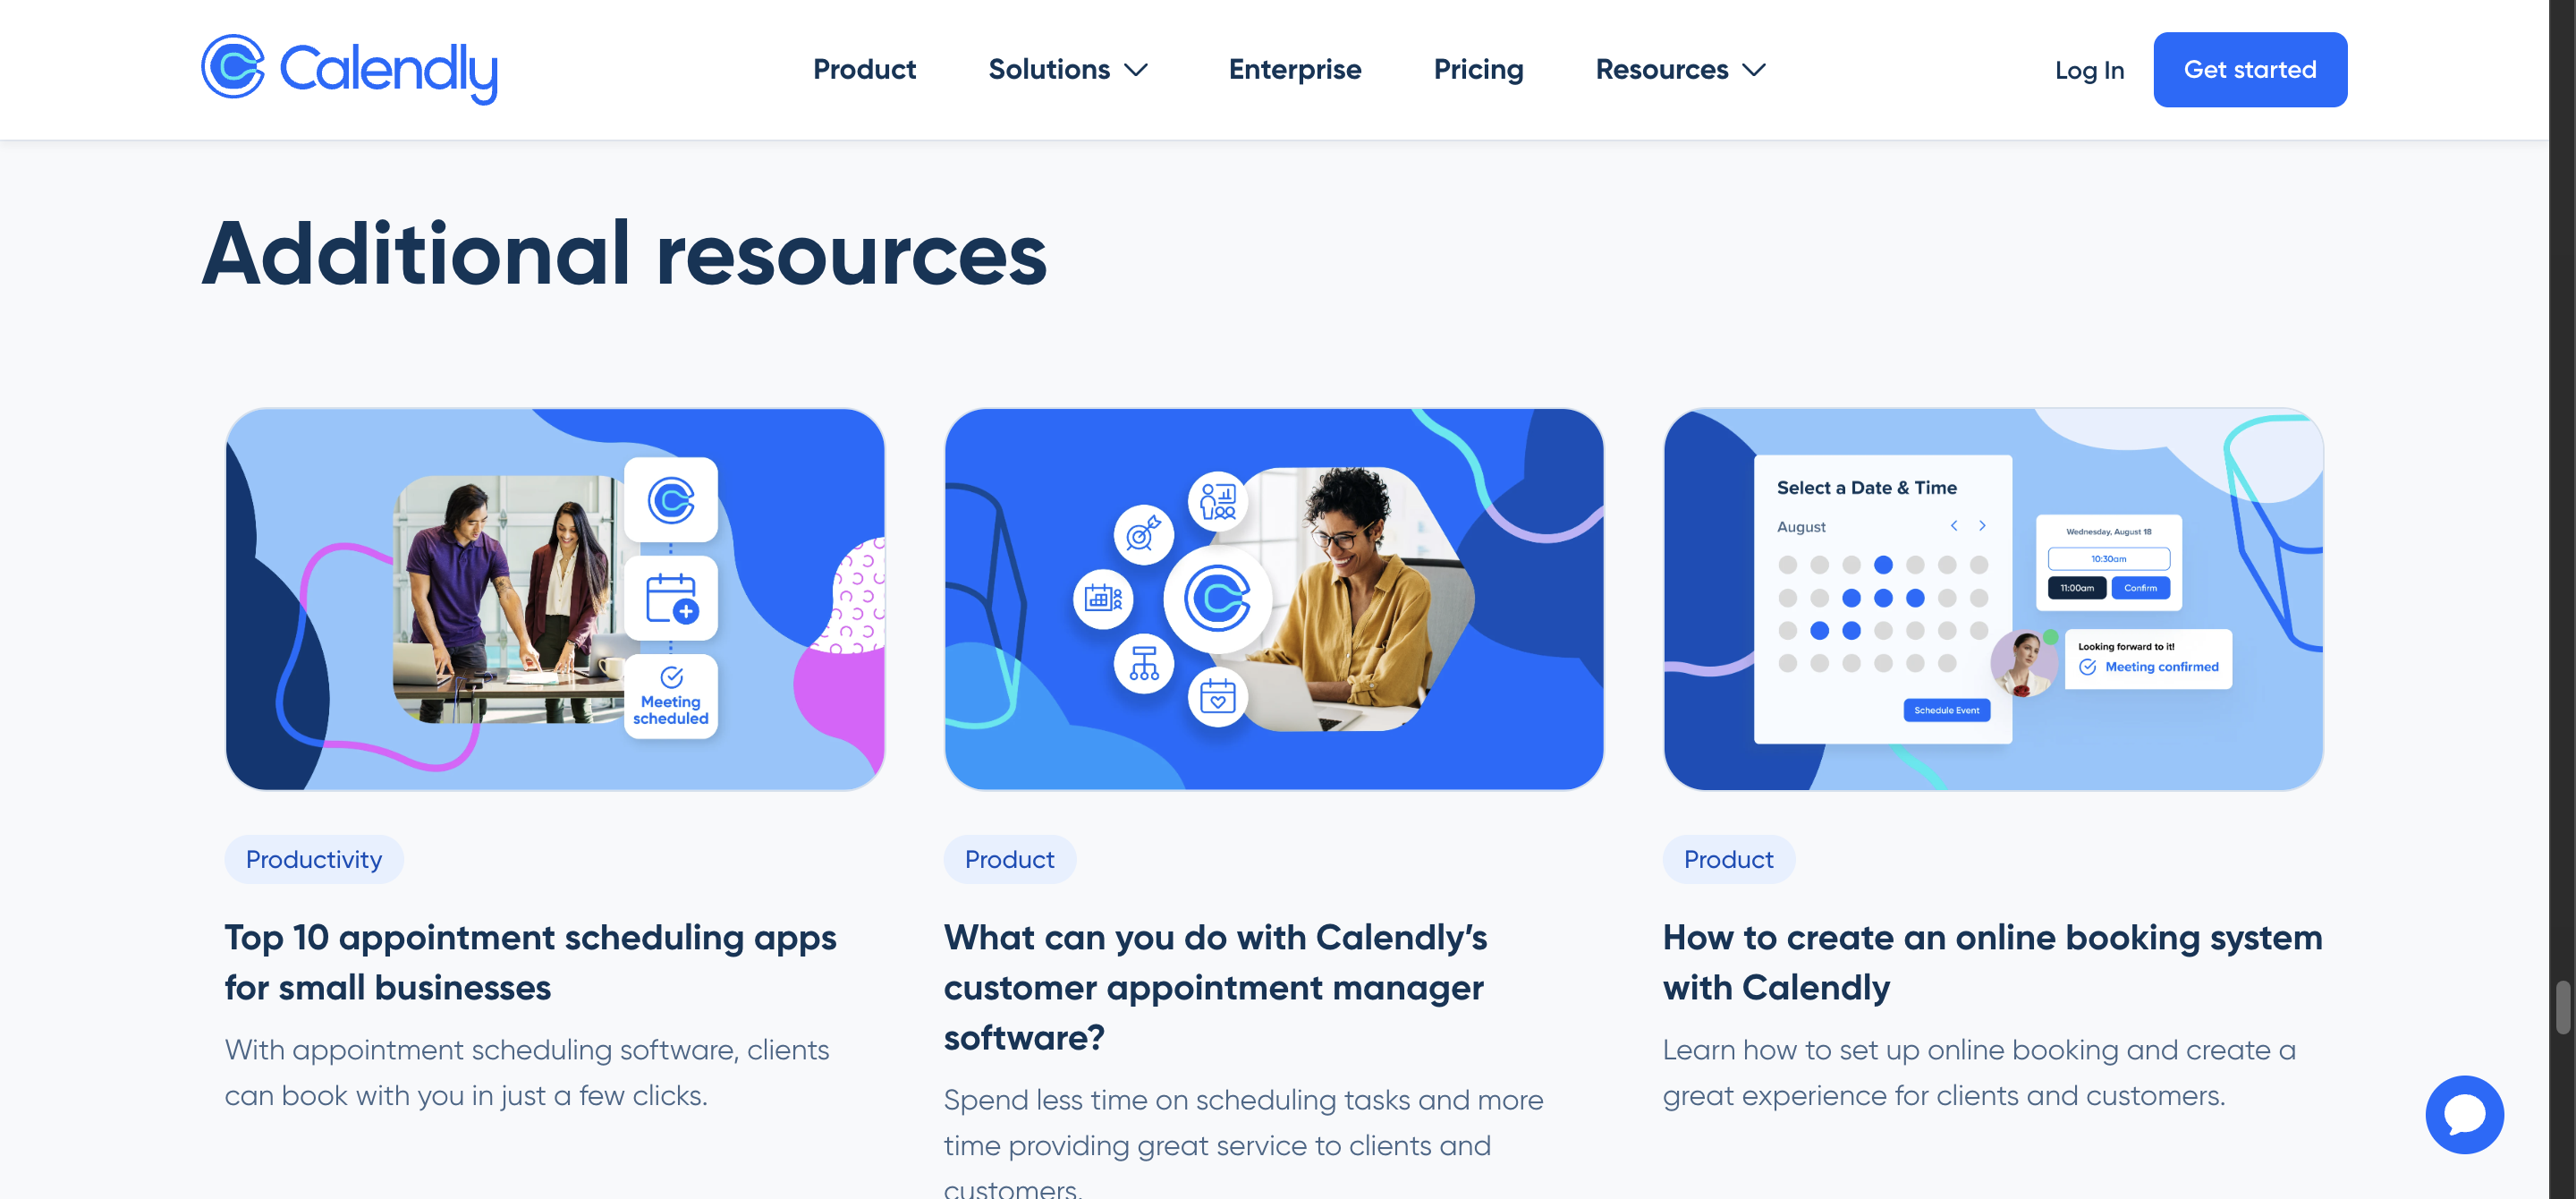 Calendly
Product
Solutions
Enterprise
Pricing
Resources
Log In
Get started
Additional resources
Meeting
scheduled
Select a Date & Time
August
Schedule Event
Wednesday, August 18
10:30am
11:00am
Confirm
Looking forward to it!
Meeting confirmed
Productivity
Top 10 appointment scheduling apps
for small businesses
With appointment scheduling software, clients
can book with you in just a few clicks.
Product
What can you do with Calendly’s
customer appointment manager
software?
Spend less time on scheduling tasks and more
time providing great service to clients and
customers.
Product
How to create an online booking system
with Calendly
Learn how to set up online booking and create a
great experience for clients and customers.